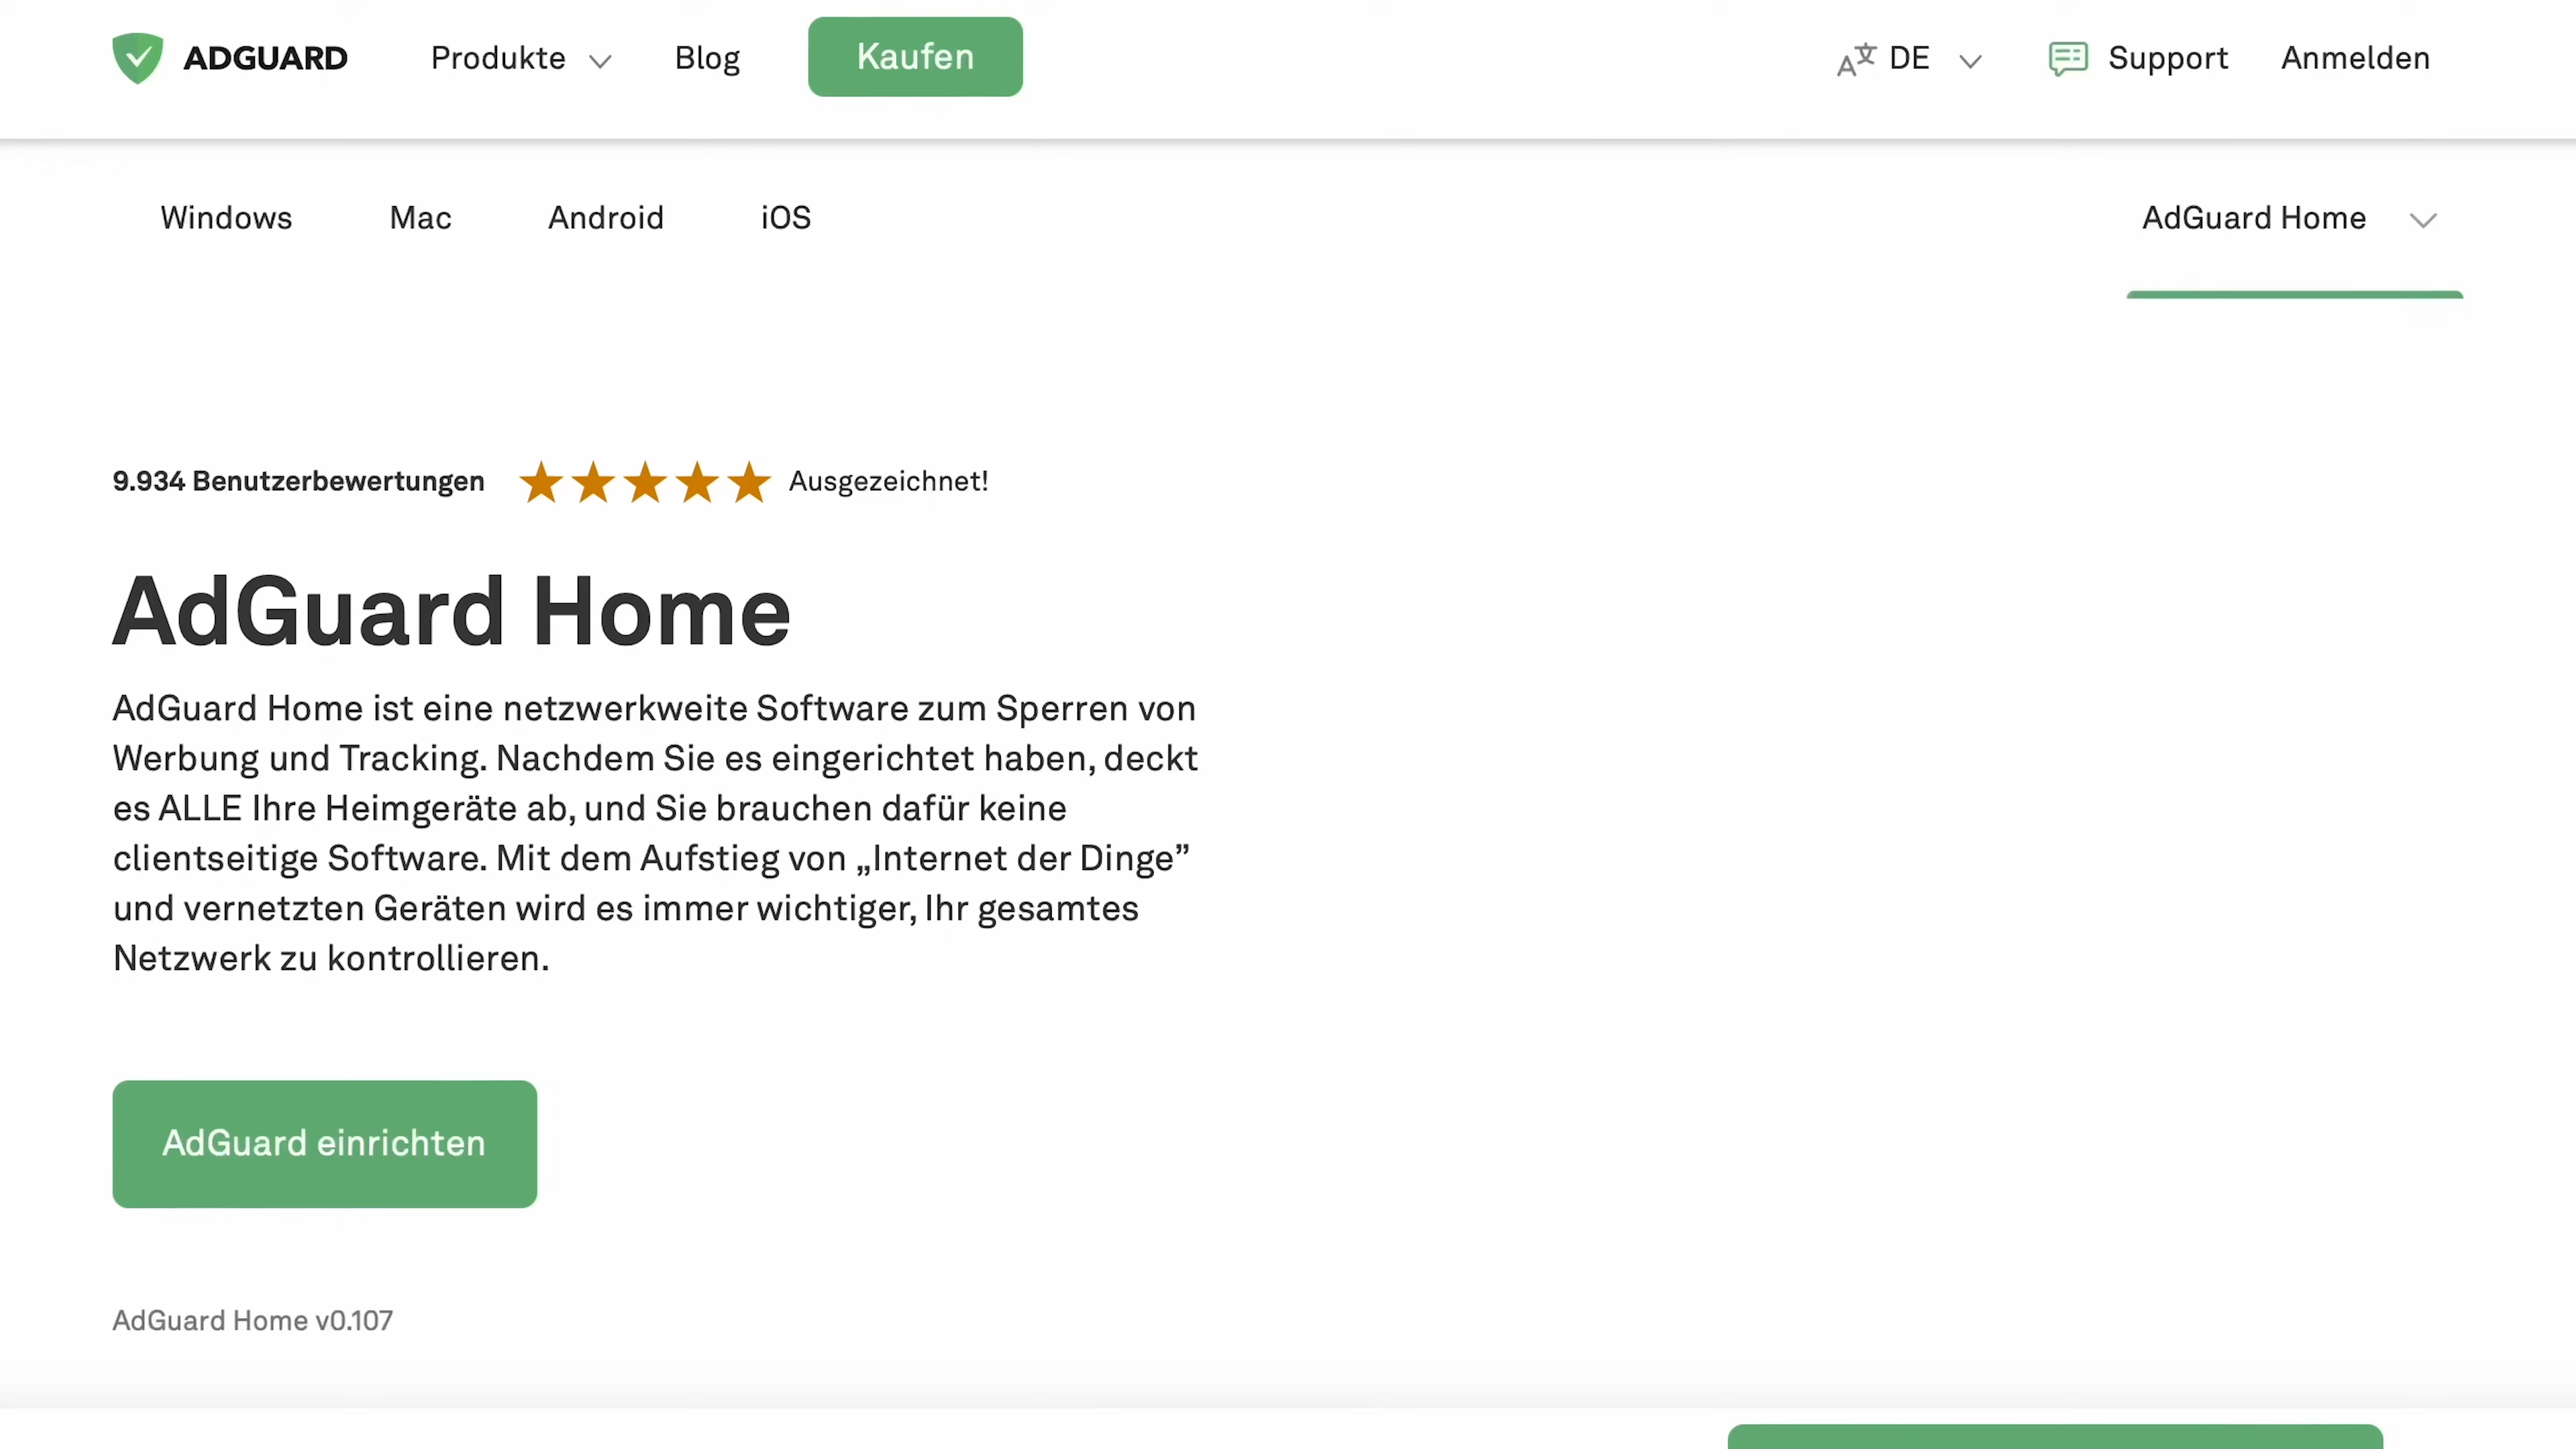 ADGUARD Produkte Blog Kaufen DE Support Anmelden
Windows Mac Android iOS AdGuard Home
9.934 Benutzerbewertungen Ausgezeichnet!
AdGuard Home
AdGuard Home ist eine netzwerkweite Software zum Sperren von
Werbung und Tracking. Nachdem Sie es eingerichtet haben, deckt
es ALLE Ihre Heimgeräte ab, und Sie brauchen dafür keine
clientseitige Software. Mit dem Aufstieg von „Internet der Dinge”
und vernetzten Geräten wird es immer wichtiger, Ihr gesamtes
Netzwerk zu kontrollieren.
AdGuard einrichten
AdGuard Home v0.107